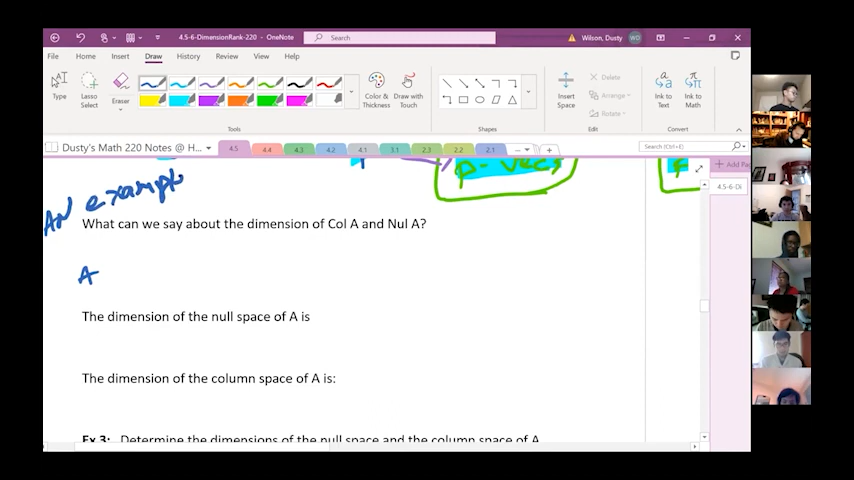 4.5-6-DimensionRank-220 - OneNote
Search
Wilson, Dusty
WD
File Home Insert Draw History Review View Help
Type
Lasso Select
Eraser
Color & Thickness
Draw with Touch
Insert Space
Delete
Arrange
Rotate
Ink to Text
Ink to Math
Tools
Shapes
Edit
Convert
Dusty's Math 220 Notes @ H...
4.5 4.4 4.3 4.2 4.1 3.1 2.3 2.2 2.1
Search (Ctrl+E)
Add Pa
4.5-6-Di
p-vect
An example
What can we say about the dimension of Col A and Nul A?
A
The dimension of the null space of A is
The dimension of the column space of A is:
Ex 3: Determine the dimensions of the null space and the column space of A